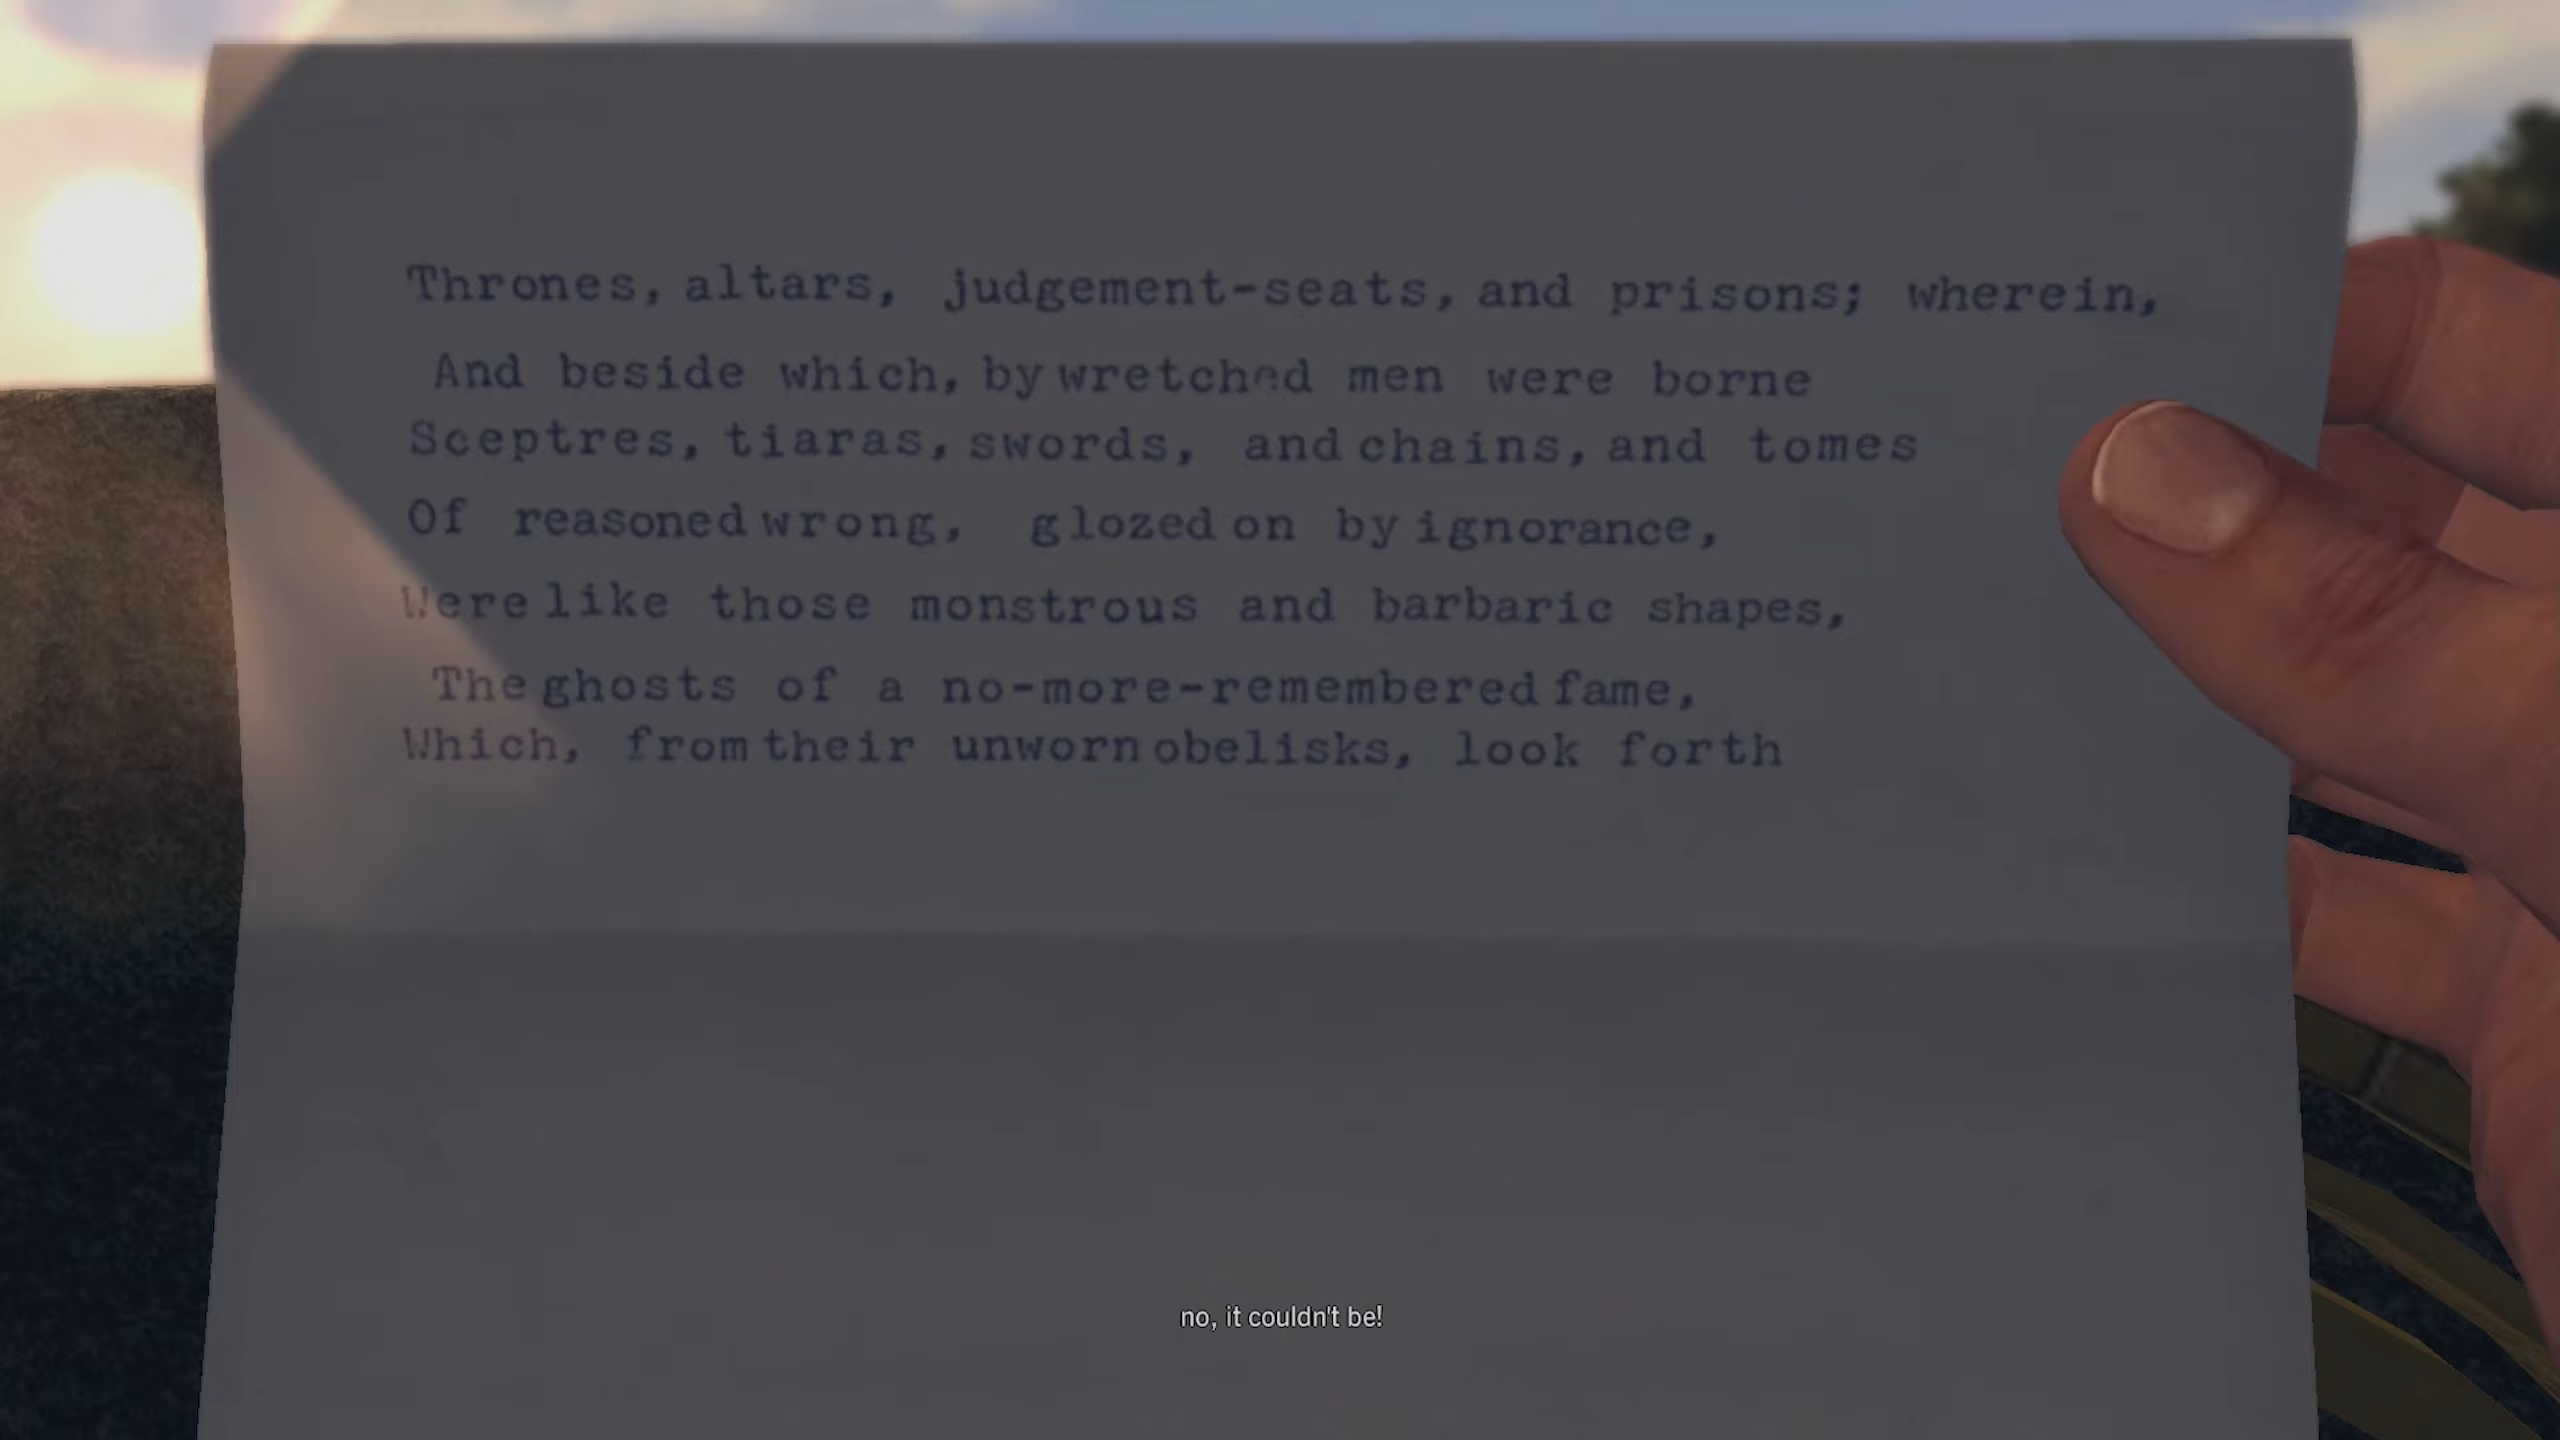 Thrones, altars, judgement-seats, and prisons; wherein,
And beside which, by wretched men were borne
Sceptres, tiaras, swords, and chains, and tomes
Of reasoned wrong, glozed on by ignorance,
Were like those monstrous and barbaric shapes,
The ghosts of a no-more-remembered fame,
Which, from their unworn obelisks, look forth
no, it couldn't be!